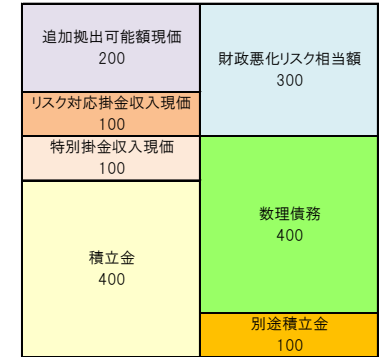 追加拠出可能額現価
200
リスク対応掛金収入現価
100
特別掛金収入現価
100
積立金
400
財政悪化リスク相当額
300
数理債務
400
別途積立金
100